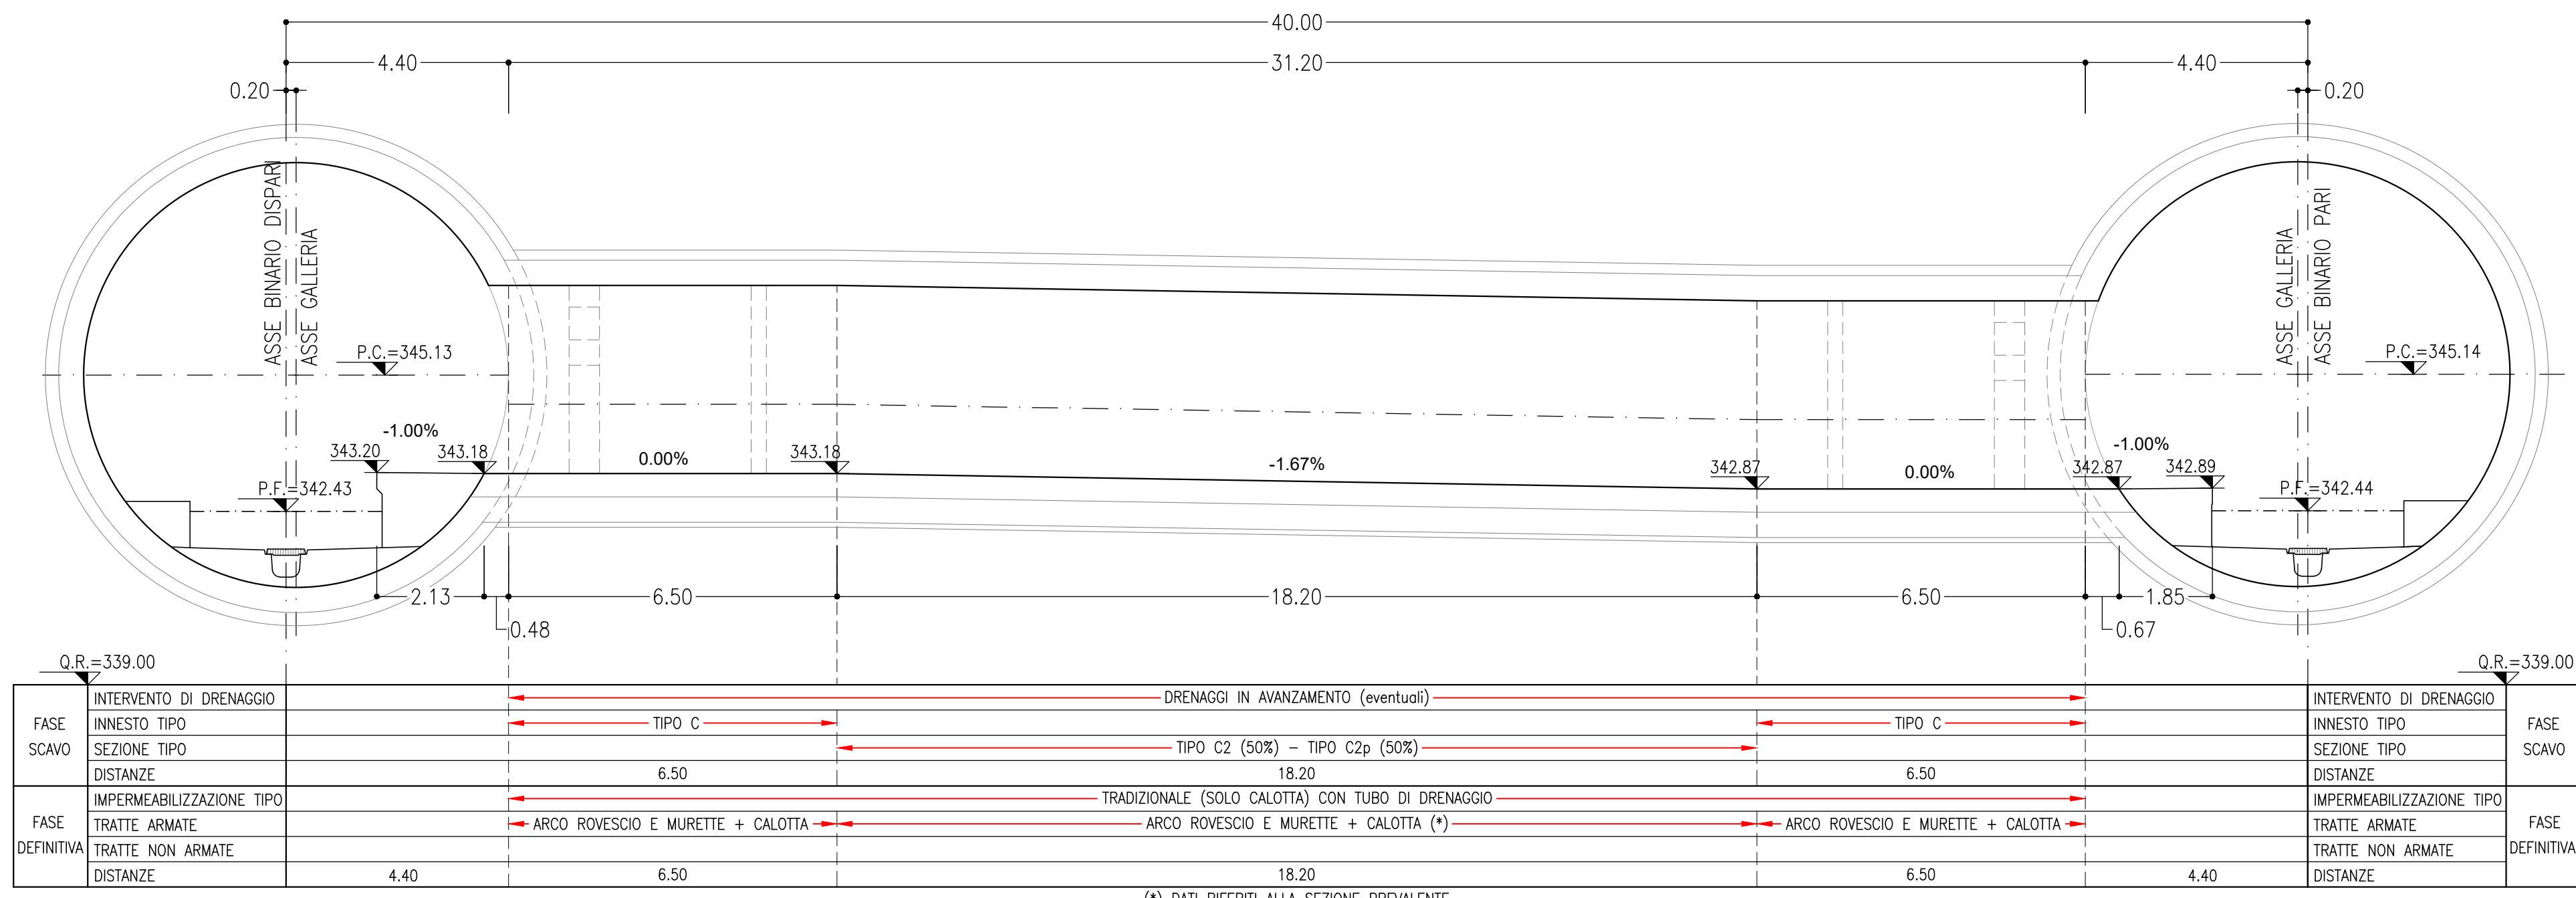 40.00
4.40
31.20
4.40
0.20
0.20
ASSE BINARIO DISPARI
ASSE GALLERIA
ASSE GALLERIA
ASSE BINARIO PARI
P.C.=345.13
P.C.=345.14
-1.00%
343.20
343.18
0.00%
343.18
-1.67%
342.87
0.00%
342.87
-1.00%
342.89
P.F.=342.43
P.F.=342.44
2.13
0.48
6.50
18.20
6.50
0.67
1.85
Q.R.=339.00
Q.R.=339.00
FASE SCAVO
INTERVENTO DI DRENAGGIO
DRENAGGI IN AVANZAMENTO (eventuali)
INTERVENTO DI DRENAGGIO
FASE SCAVO
INNESTO TIPO
TIPO C
TIPO C
INNESTO TIPO
SEZIONE TIPO
TIPO C2 (50%) – TIPO C2p (50%)
SEZIONE TIPO
DISTANZE
6.50
18.20
6.50
DISTANZE
FASE DEFINITIVA
IMPERMEABILIZZAZIONE TIPO
TRADIZIONALE (SOLO CALOTTA) CON TUBO DI DRENAGGIO
IMPERMEABILIZZAZIONE TIPO
FASE DEFINITIVA
TRATTE ARMATE
ARCO ROVESCIO E MURETTE + CALOTTA
ARCO ROVESCIO E MURETTE + CALOTTA (*)
ARCO ROVESCIO E MURETTE + CALOTTA
TRATTE ARMATE
TRATTE NON ARMATE
TRATTE NON ARMATE
DISTANZE
4.40
6.50
18.20
6.50
4.40
DISTANZE
(*) DATI RIFERITI ALLA SEZIONE PREVALENTE